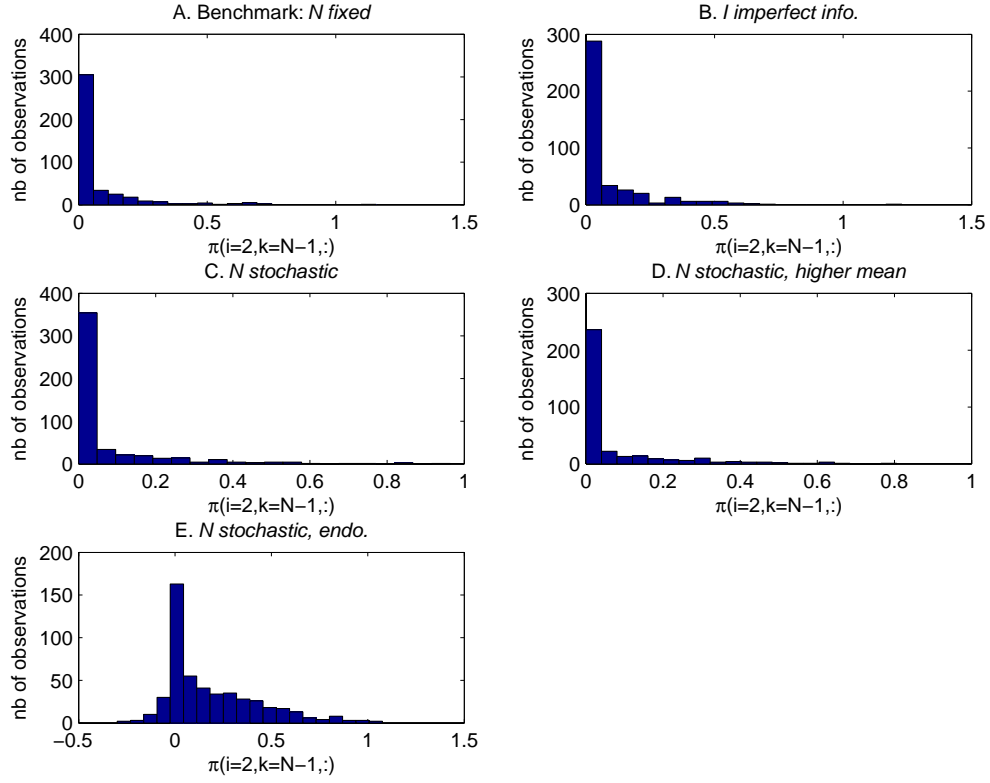 A. Benchmark: N fixed
400
300
200
100
0
0 0.5 1 1.5
nb of observations
π(i=2,k=N−1,:)
B. I imperfect info.
300
200
100
0
0 0.5 1 1.5
nb of observations
π(i=2,k=N−1,:)
C. N stochastic
400
300
200
100
0
0 0.2 0.4 0.6 0.8 1
nb of observations
π(i=2,k=N−1,:)
D. N stochastic, higher mean
300
200
100
0
0 0.2 0.4 0.6 0.8 1
nb of observations
π(i=2,k=N−1,:)
E. N stochastic, endo.
200
150
100
50
0
−0.5 0 0.5 1 1.5
nb of observations
π(i=2,k=N−1,:)